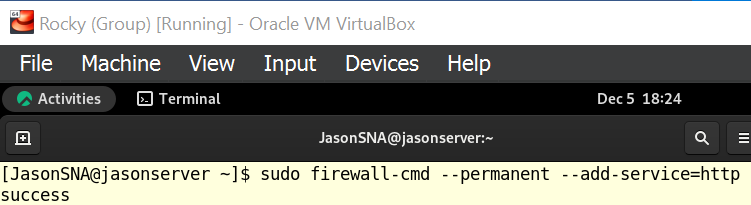 Rocky (Group) [Running] - Oracle VM VirtualBox
File Machine View Input Devices Help
Activities Terminal Dec 5 18:24
JasonSNA@jasonserver:~
[JasonSNA@jasonserver ~]$ sudo firewall-cmd --permanent --add-service=http
success